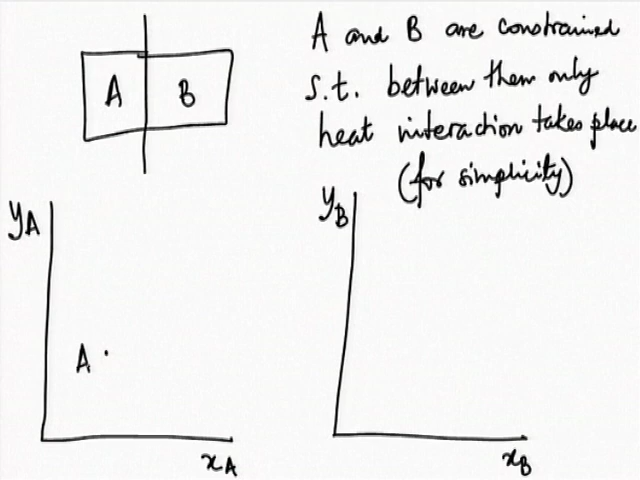 A and B are constrained
s.t. between them only
heat interaction takes place
(for simplicity)
A B
yA
yB
A
xA
xB